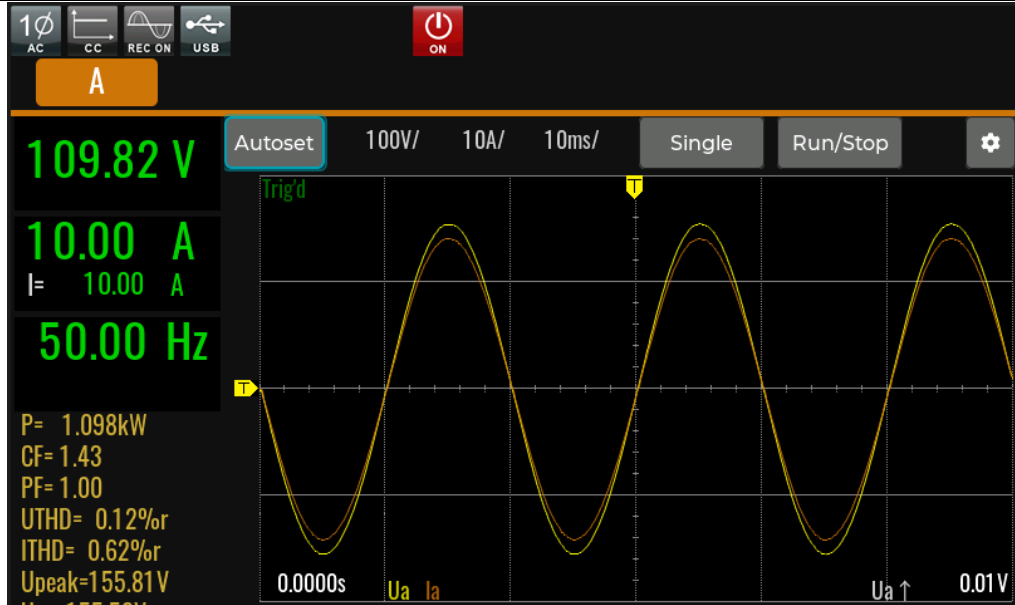 1Ø
AC
CC
REC ON
USB
ON
A
109.82 V
10.00 A
I= 10.00 A
50.00 Hz
P= 1.098kW
CF= 1.43
PF= 1.00
UTHD= 0.12%r
ITHD= 0.62%r
Upeak=155.81V
Autoset
100V/
10A/
10ms/
Single
Run/Stop
Trig'd
T
T
0.0000s
Ua
Ia
Ua ↑
0.01V